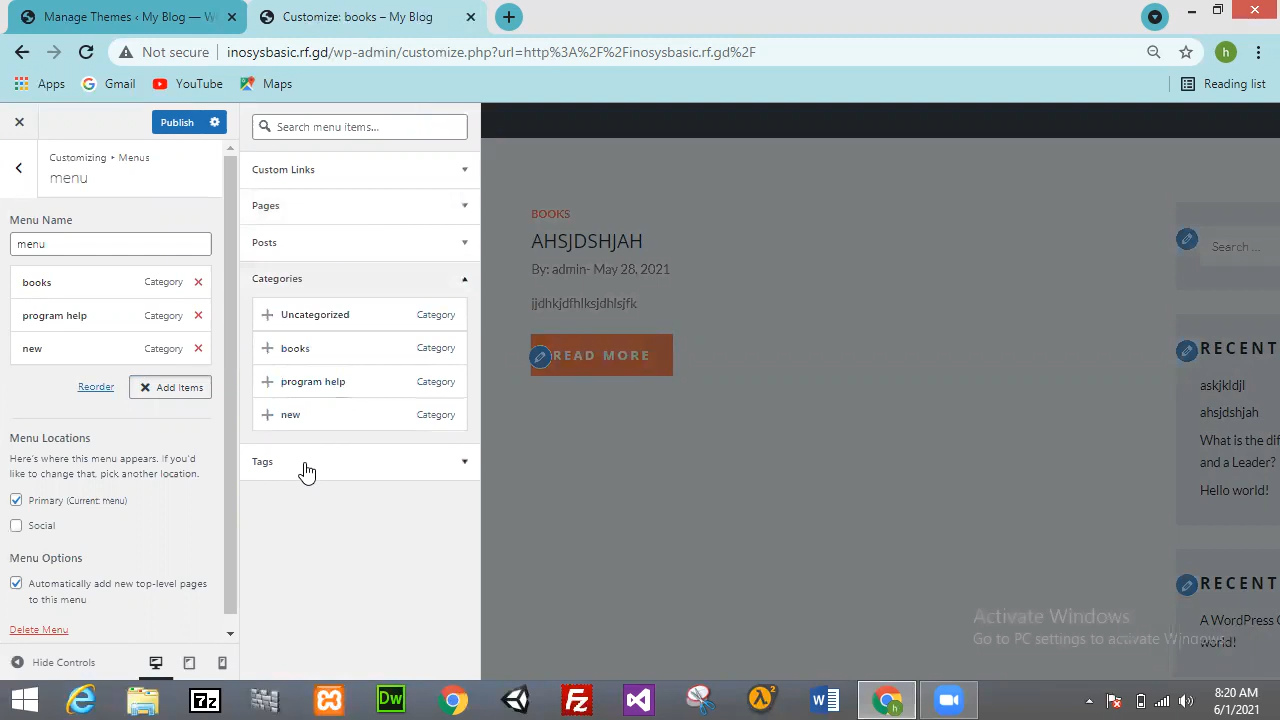 Manage Themes ‹ My Blog — W
Customize: books – My Blog
Not secure
inosysbasic.rf.gd/wp-admin/customize.php?url=http%3A%2F%2Finosysbasic.rf.gd%2F
h
Apps
Gmail
YouTube
Maps
Reading list
Publish
Customizing ▸ Menus
menu
Menu Name
menu
books Category
program help Category
new Category
Reorder
Add Items
Menu Locations
Here's where this menu appears. If you'd
like to change that, pick another location.
Primary (Current: menu)
Social
Menu Options
Automatically add new top-level pages
to this menu
Delete Menu
Hide Controls
Search menu items...
Custom Links
Pages
Posts
Categories
Uncategorized Category
books Category
program help Category
new Category
Tags
BOOKS
AHSJDSHJAH
By: admin- May 28, 2021
jjdhkjdfhlksjdhlsjfk
READ MORE
Search ...
RECENT
askjkldjl
ahsjdshjah
What is the dif
and a Leader?
Hello world!
RECENT
A WordPress C
world!
Activate Windows
Go to PC settings to activate Windows.
7z
Dw
Fz
8:20 AM
6/1/2021